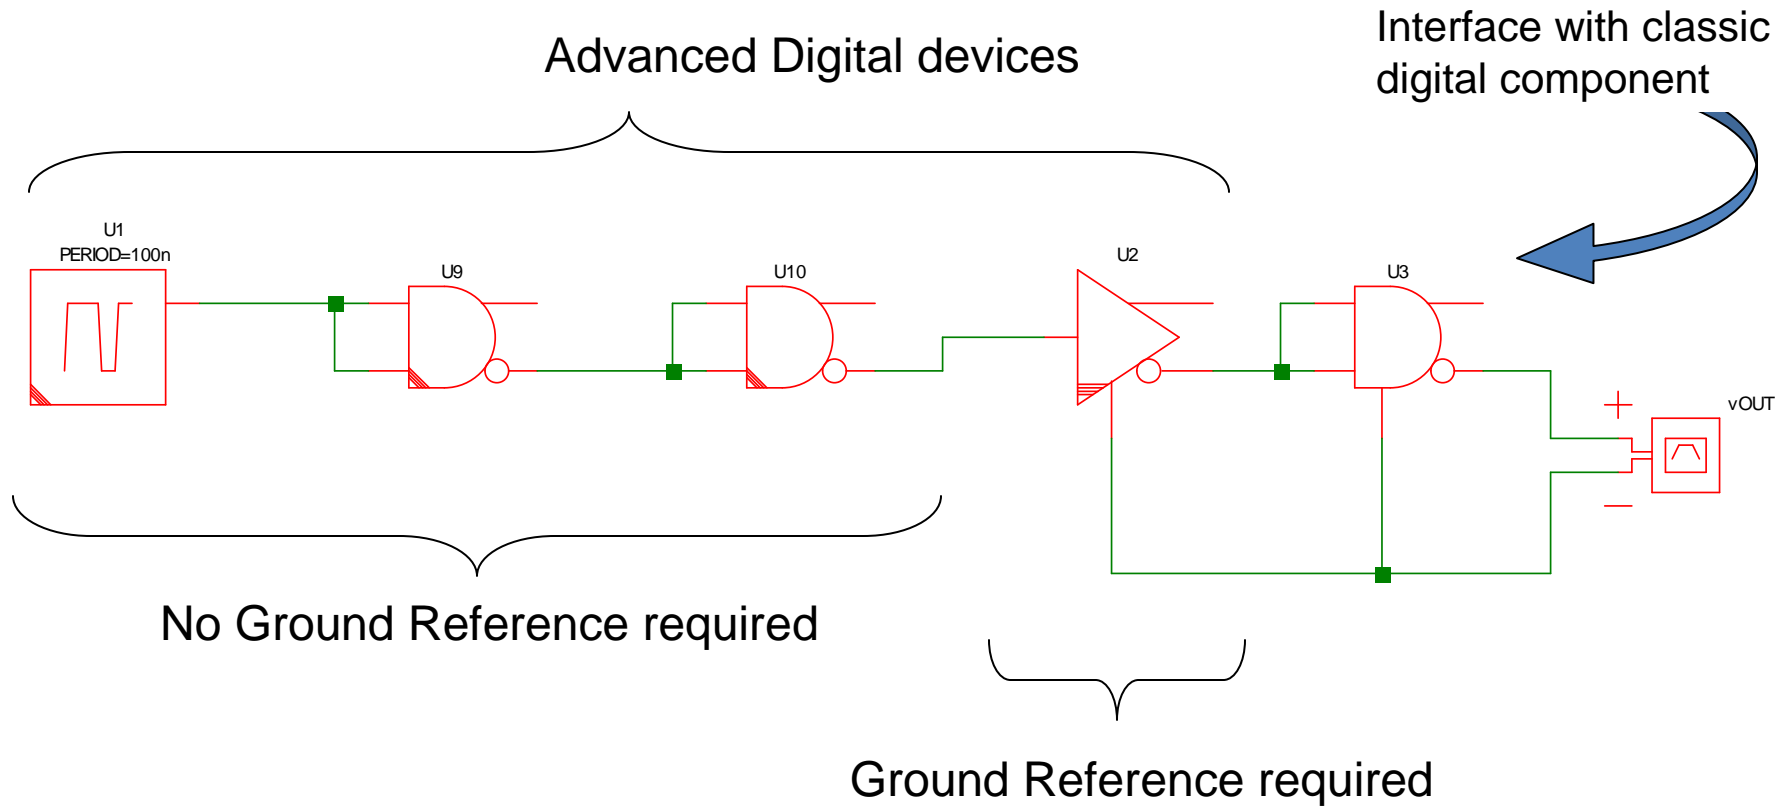 Interface with classic
digital component
Advanced Digital devices
U1
PERIOD=100n
U9
U10
U2
U3
vOUT
No Ground Reference required
Ground Reference required